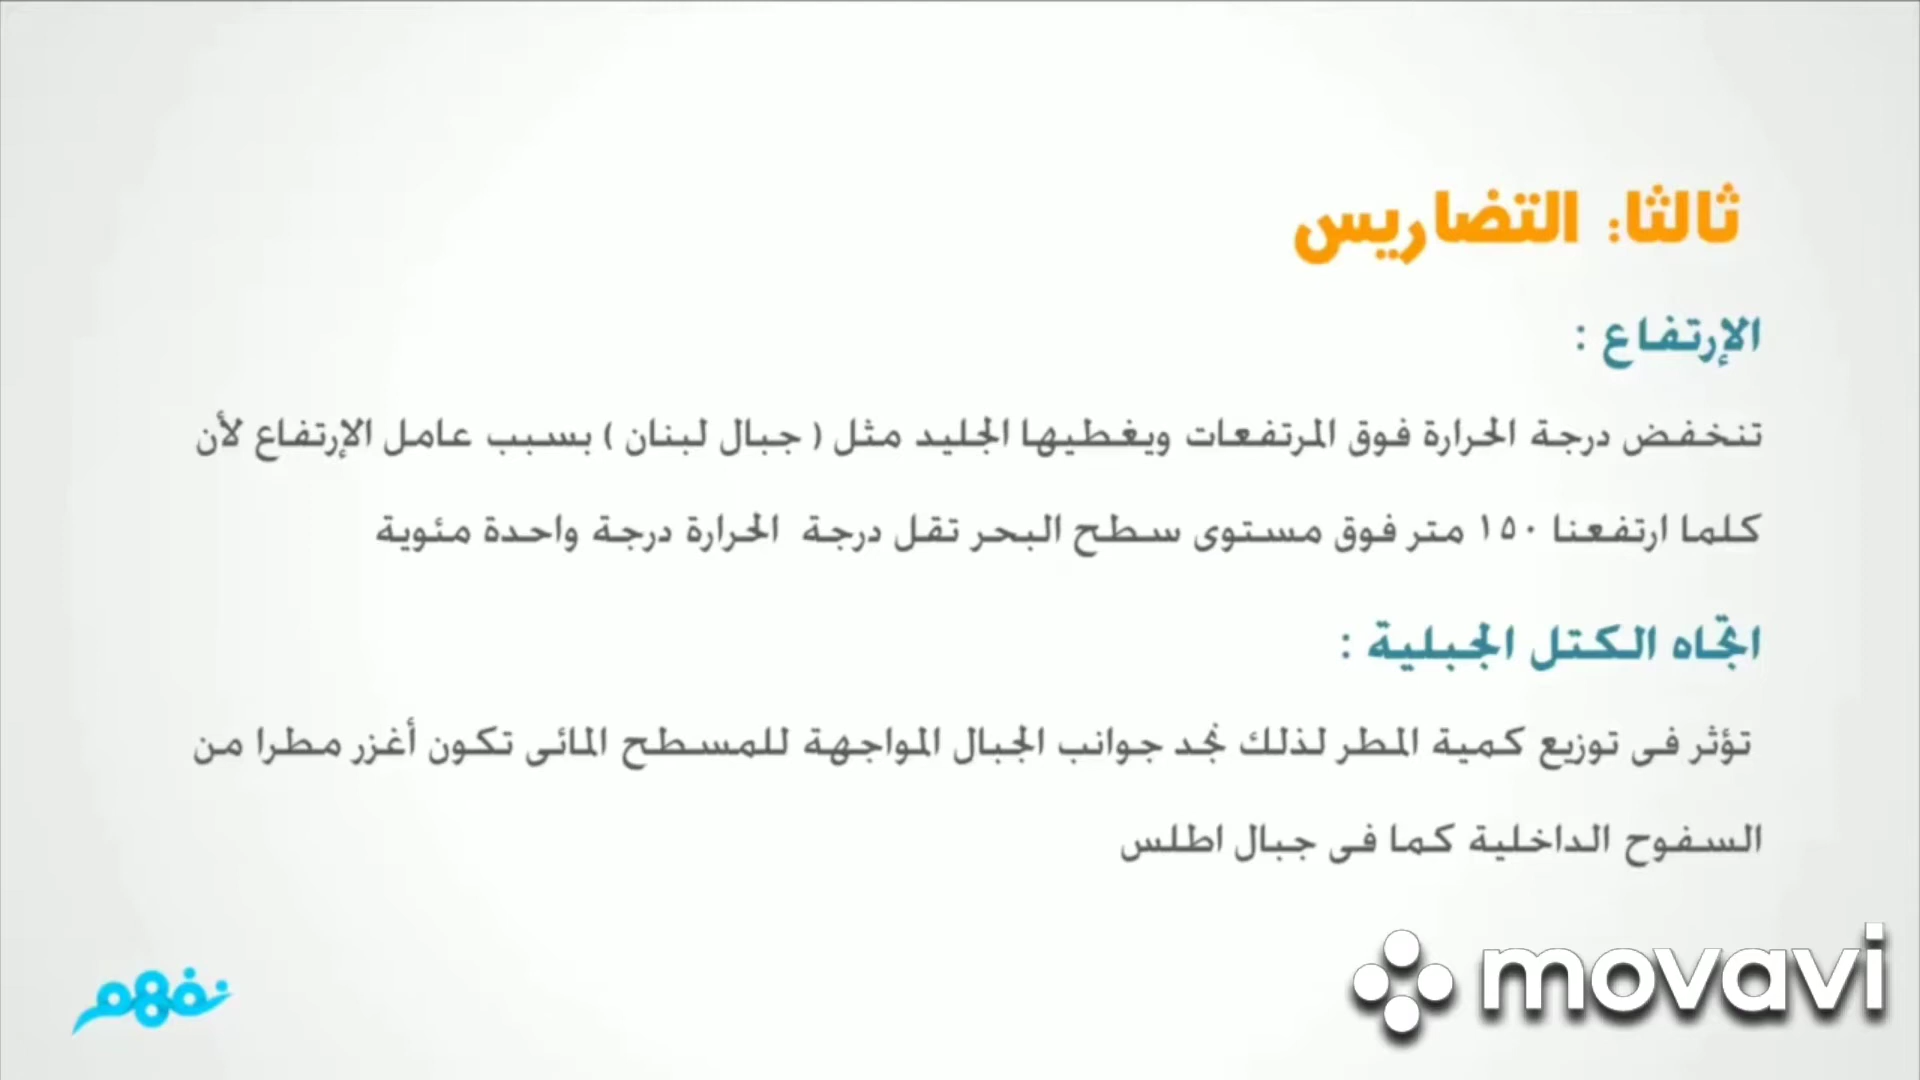 ثالثا: التضاريس
الإرتفاع :
تنخفض درجة الحرارة فوق المرتفعات ويغطيها الجليد مثل ( جبال لبنان ) بسبب عامل الإرتفاع لأن
كلما ارتفعنا ١٥٠ متر فوق مستوى سطح البحر تقل درجة الحرارة درجة واحدة مئوية
اتجاه الكتل الجبلية :
تؤثر فى توزيع كمية المطر لذلك نجد جوانب الجبال المواجهة للمسطح المائى تكون أغزر مطرا من
السفوح الداخلية كما فى جبال اطلس
نفهم
movavi